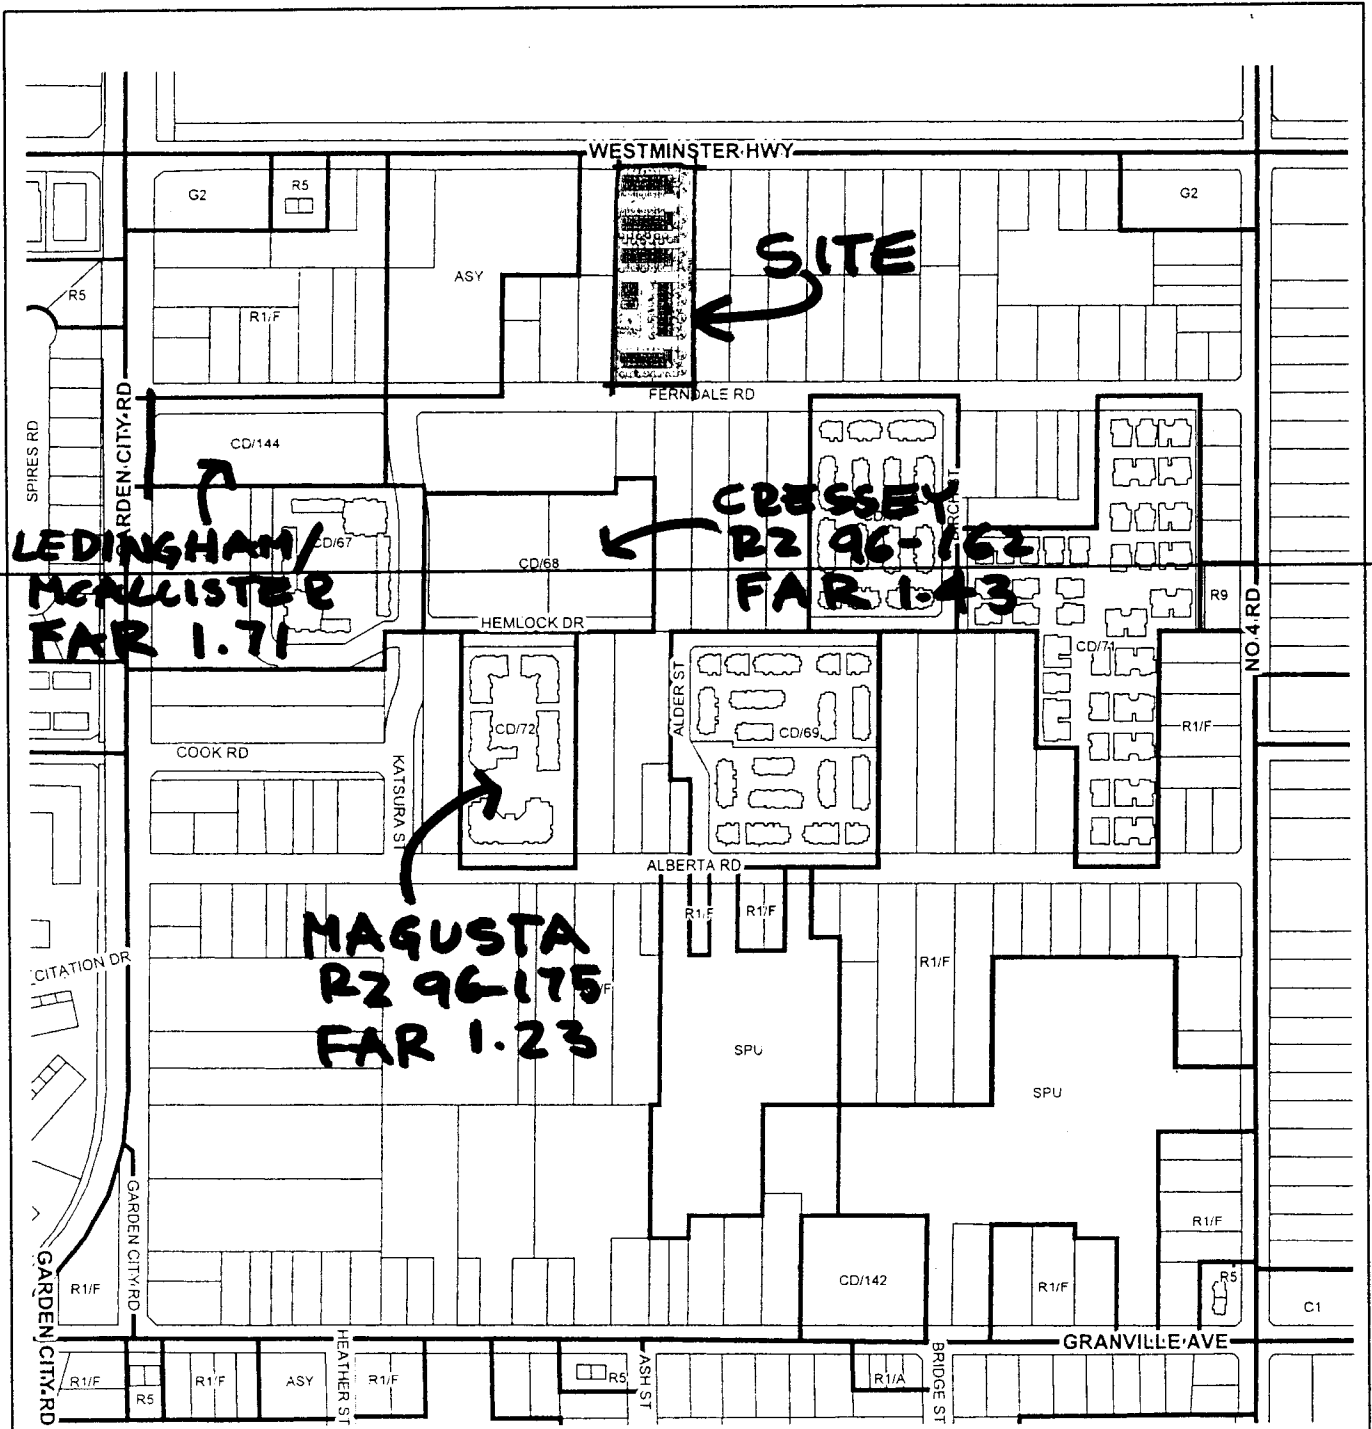 WESTMINSTER HWY
G2
R5
G2
ASY
SITE
R5
R1/F
FERNDALE RD
SPIRES RD
GARDEN CITY RD
CD/144
LEDINGHAM/
MCALLISTER
FAR 1.71
CD/67
CD/68
CRESSEY
RZ 96-162
FAR 1.43
R9
NO. 4 RD
HEMLOCK DR
CD/71
ALDER ST
CD/72
CD/69
R1/F
COOK RD
KATSURA ST
ALBERTA RD
R1/F
R1/F
MAGUSTA
RZ 96-175
FAR 1.23
CITATION DR
R1/F
SPU
SPU
GARDEN CITY RD
GARDEN CITY RD
R1/F
R1/F
CD/142
R1/F
R5
C1
GRANVILLE AVE
R1/F
R5
R1/F
ASY
HEATHER ST
R1/F
R5
ASH ST
R1/A
BRIDGE ST